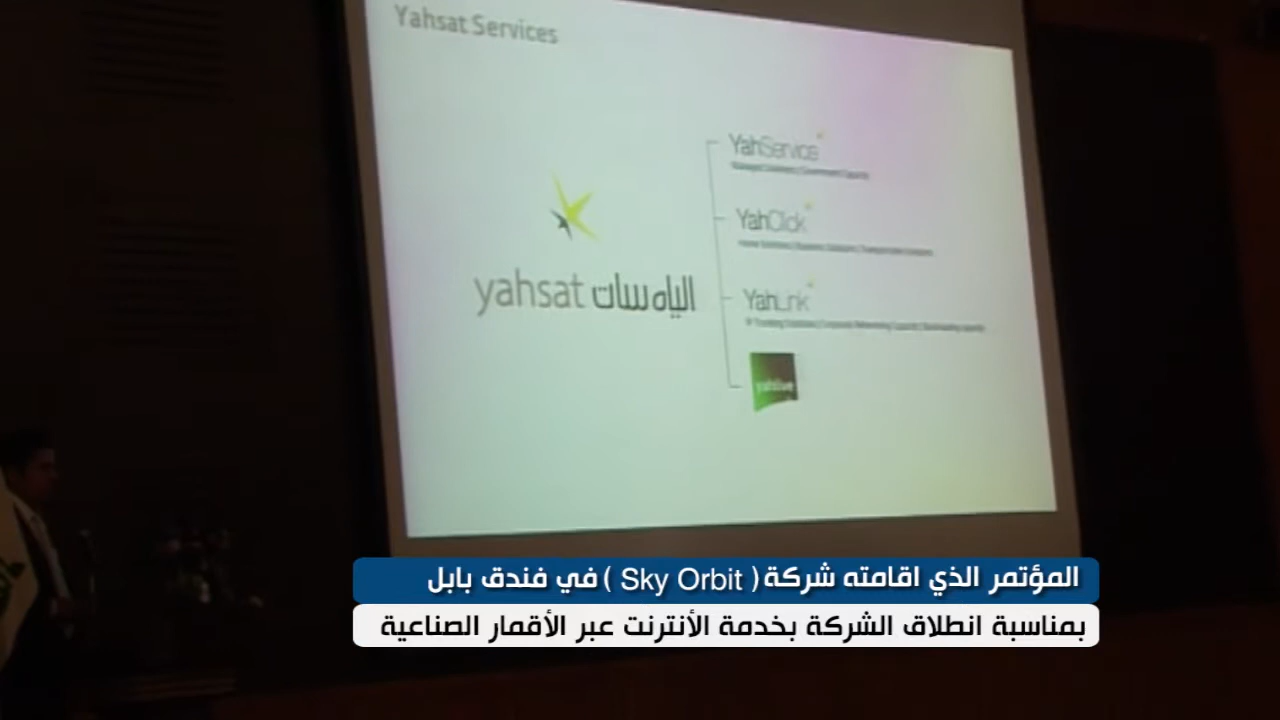 Yahsat Services
YahService
YahClick
yahsat الياه سات
YahLink
yahlive
المؤتمر الذي اقامته شركة ( Sky Orbit ) في فندق بابل
بمناسبة انطلاق الشركة بخدمة الأنترنت عبر الأقمار الصناعية